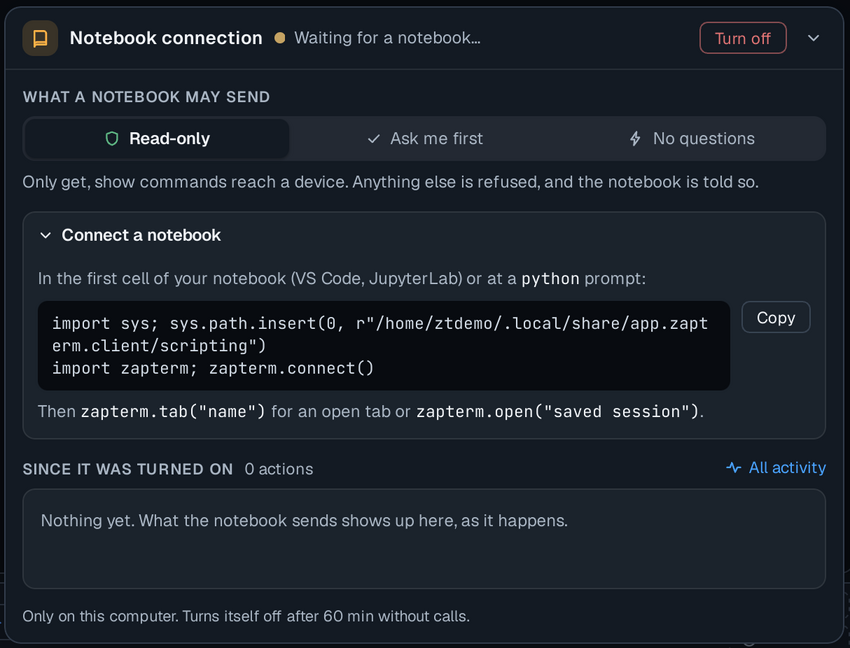 Notebook connection Waiting for a notebook... Turn off
WHAT A NOTEBOOK MAY SEND
Read-only Ask me first No questions
Only get, show commands reach a device. Anything else is refused, and the notebook is told so.
Connect a notebook
In the first cell of your notebook (VS Code, JupyterLab) or at a python prompt:
import sys; sys.path.insert(0, r"/home/ztdemo/.local/share/app.zapt
erm.client/scripting")
import zapterm; zapterm.connect()
Copy
Then zapterm.tab("name") for an open tab or zapterm.open("saved session").
SINCE IT WAS TURNED ON 0 actions All activity
Nothing yet. What the notebook sends shows up here, as it happens.
Only on this computer. Turns itself off after 60 min without calls.